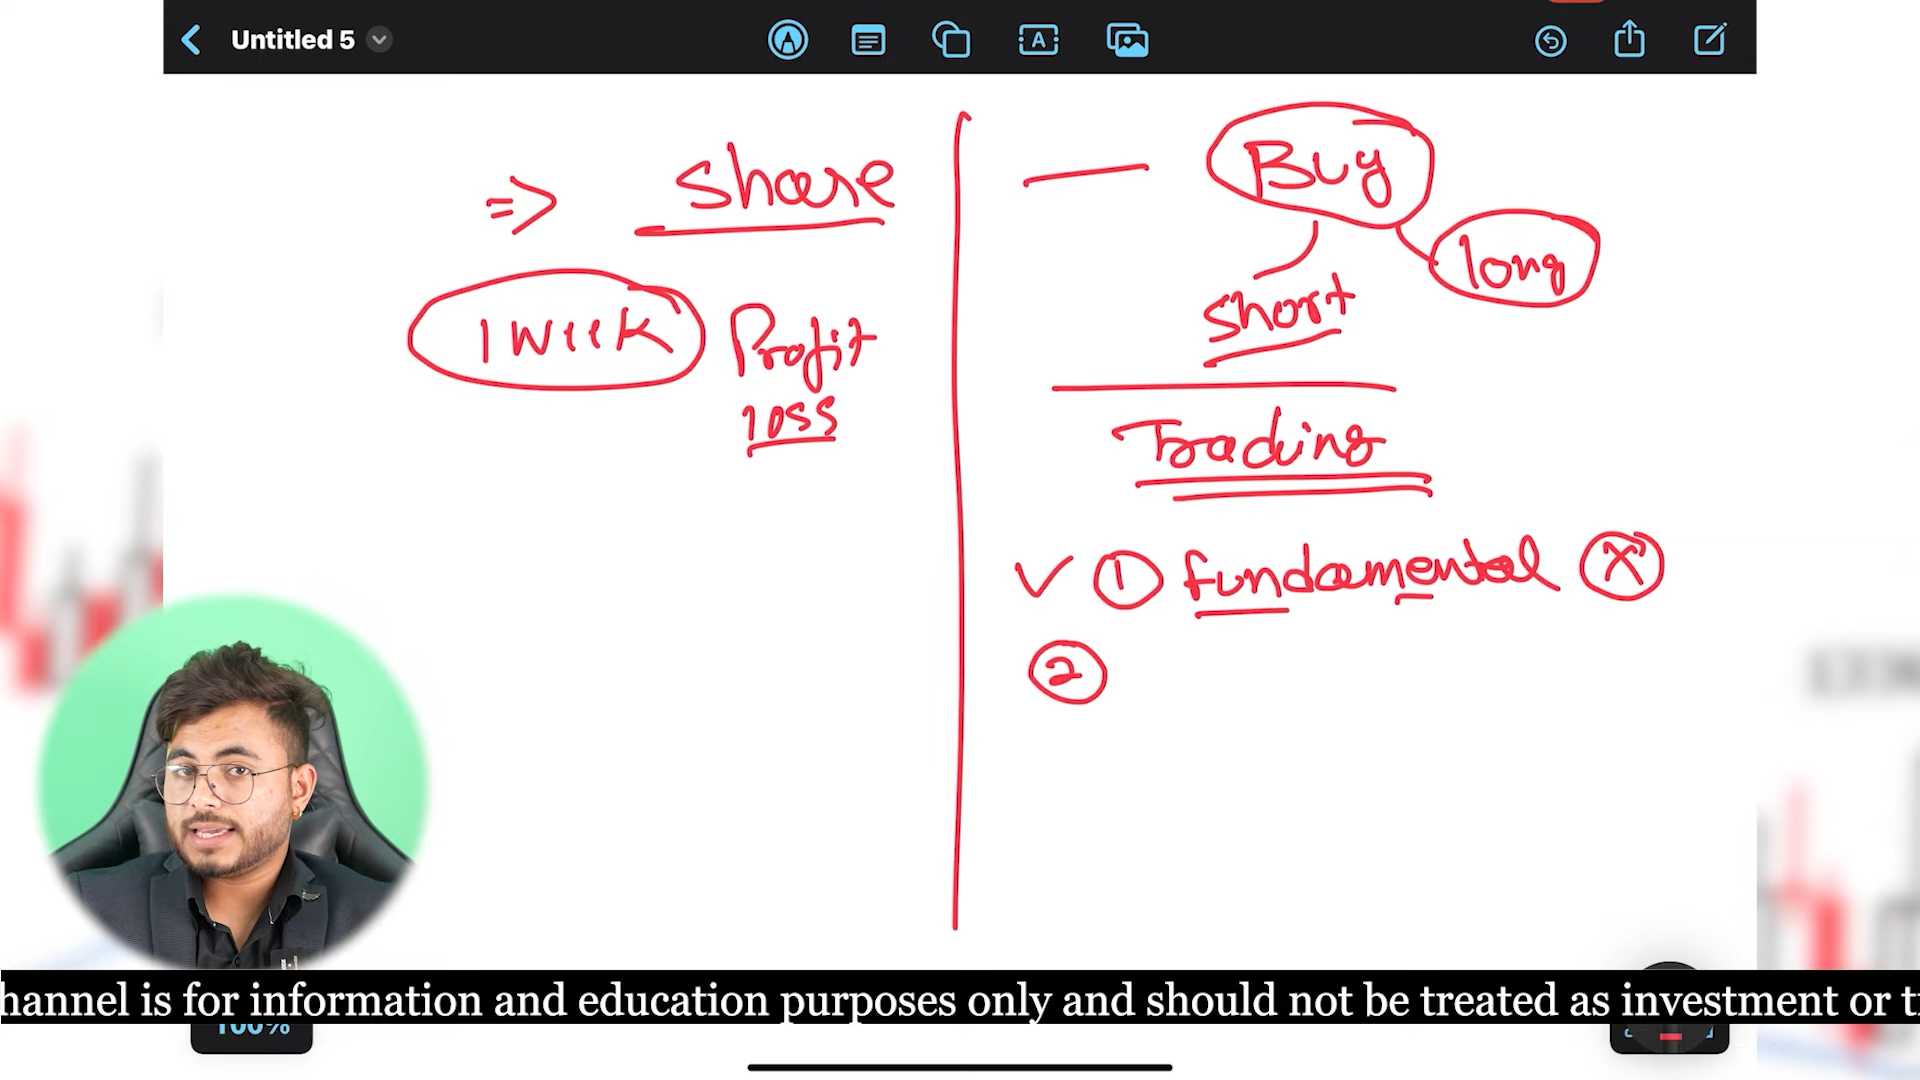 Untitled 5
=> Share
1 week Profit
loss
Buy
long
Short
Trading
① fundamental X
②
hannel is for information and education purposes only and should not be treated as investment or t
100%